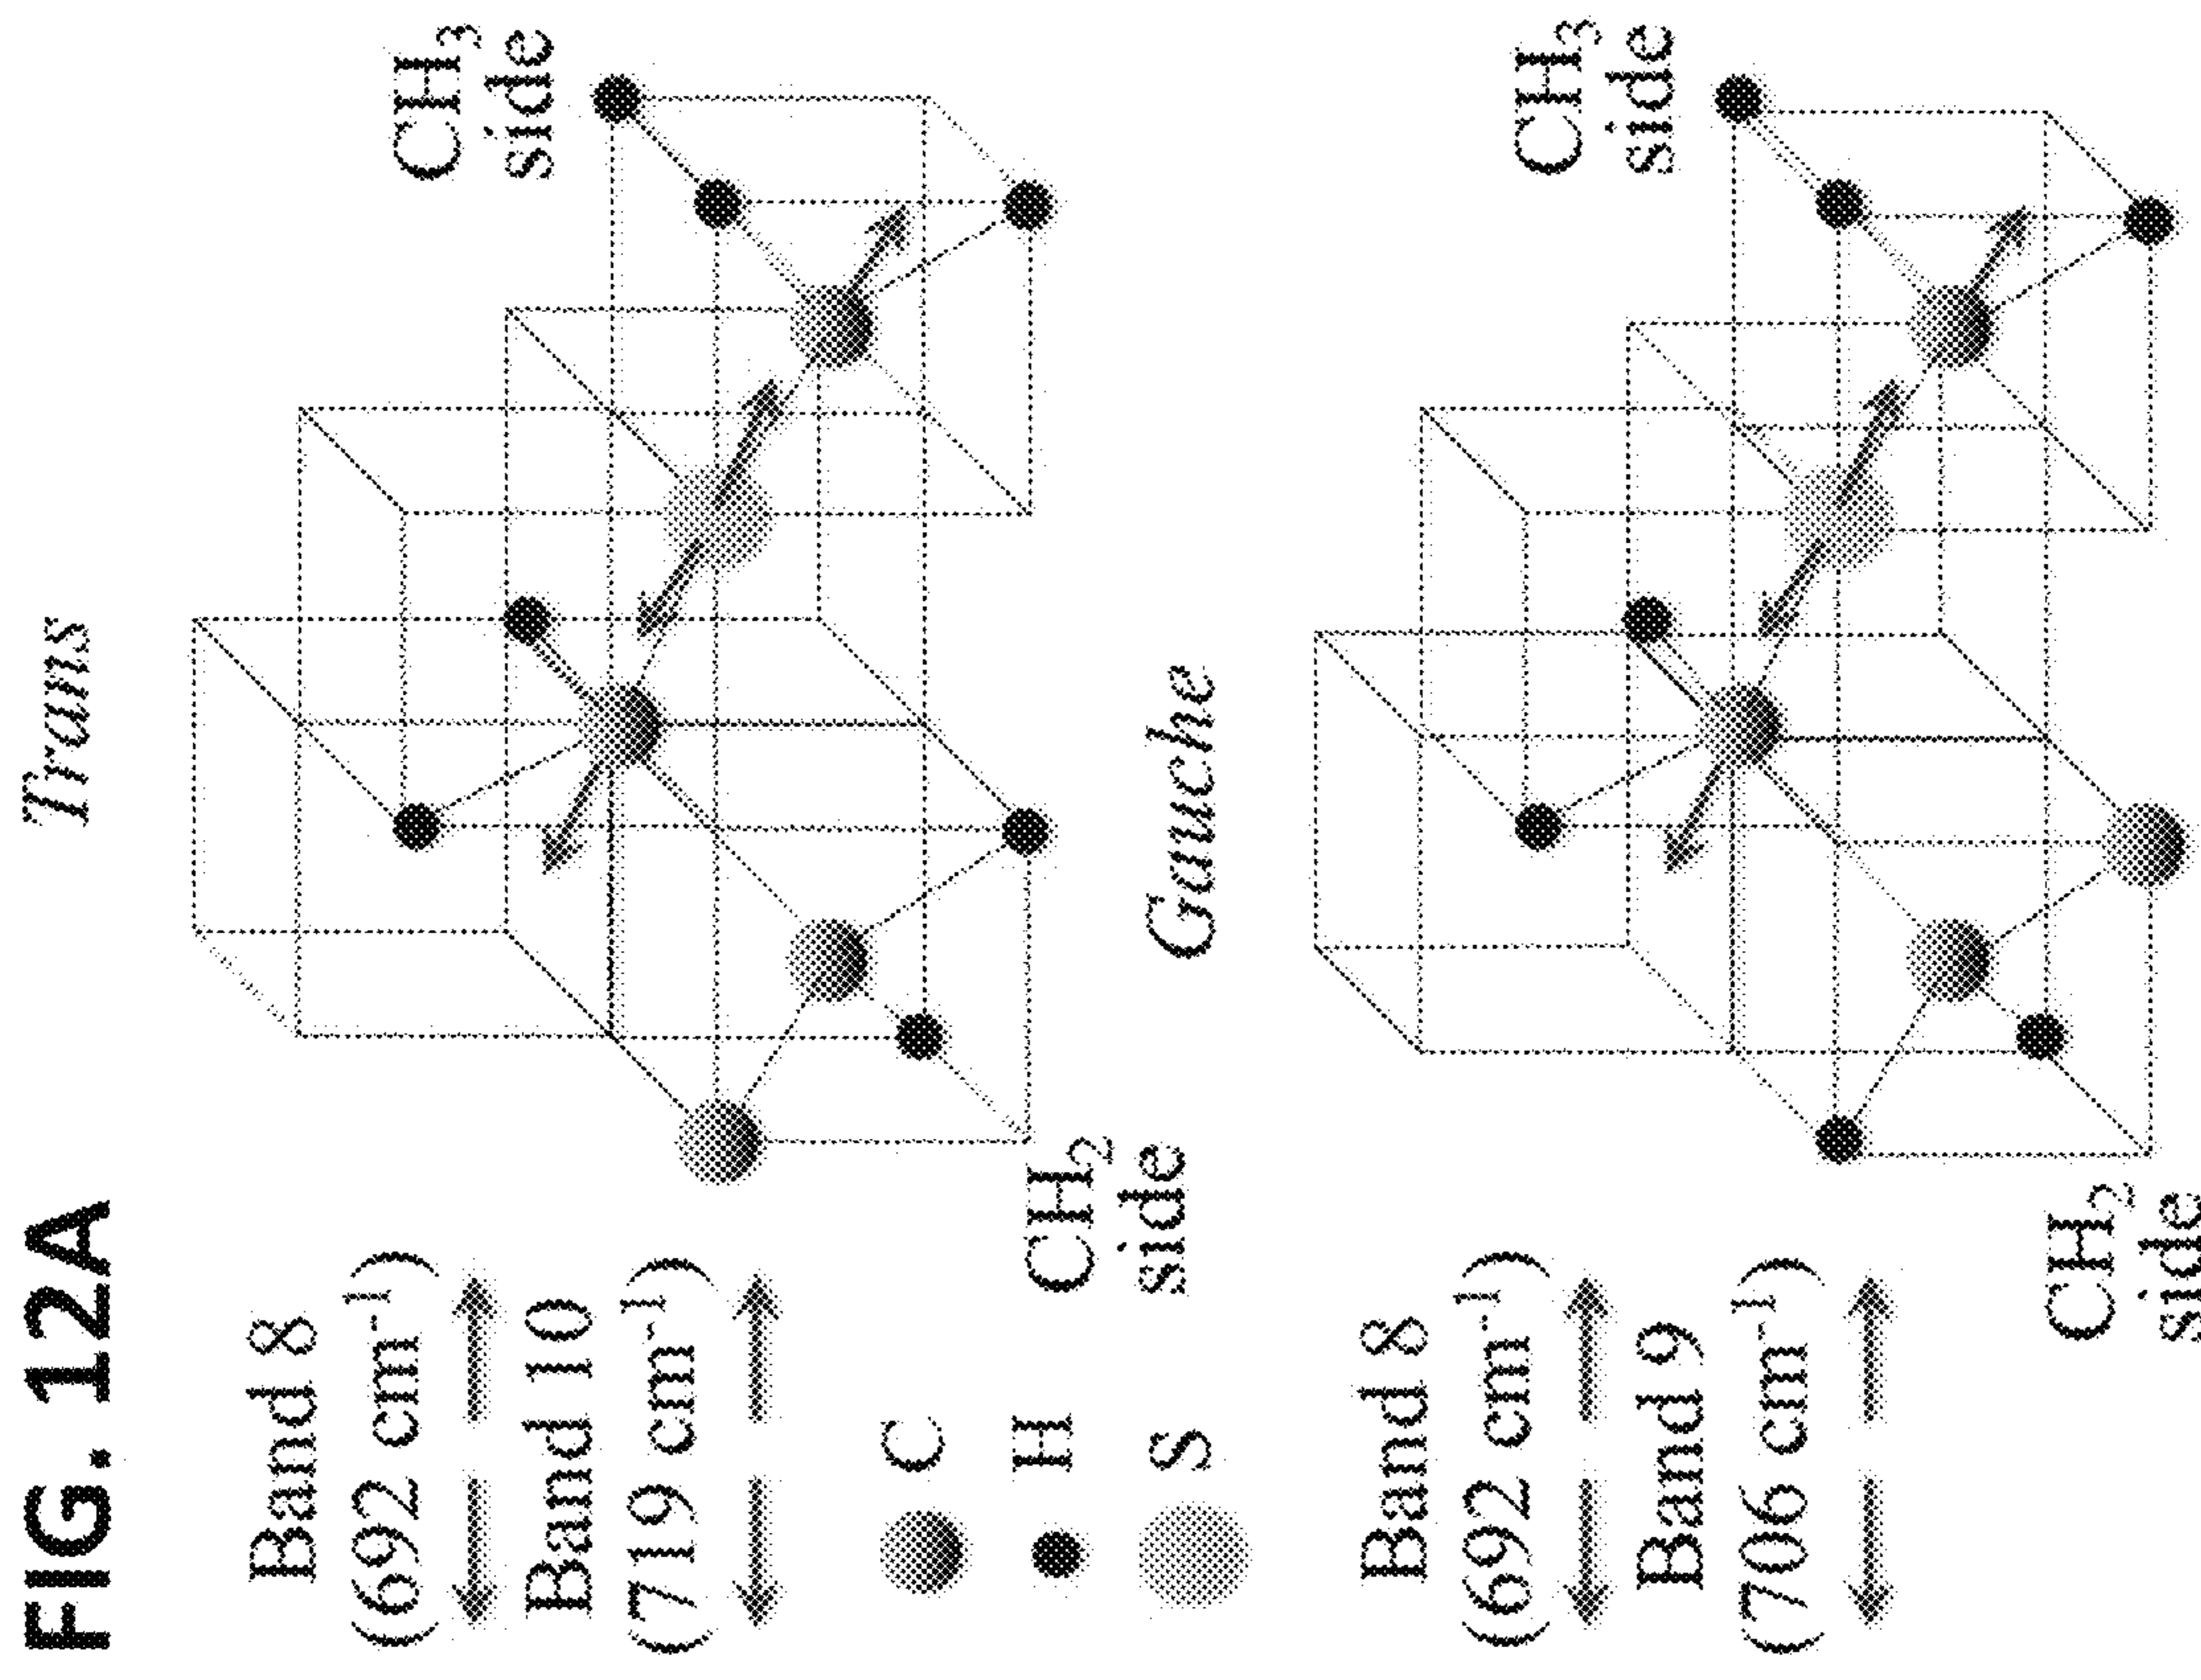 FIG. 12A
Trans
Band 8
(692 cm⁻¹)
Band 10
(719 cm⁻¹)
C
H
S
CH₃
side
CH₂
side
Gauche
Band 8
(692 cm⁻¹)
Band 9
(706 cm⁻¹)
CH₃
side
CH₂
side